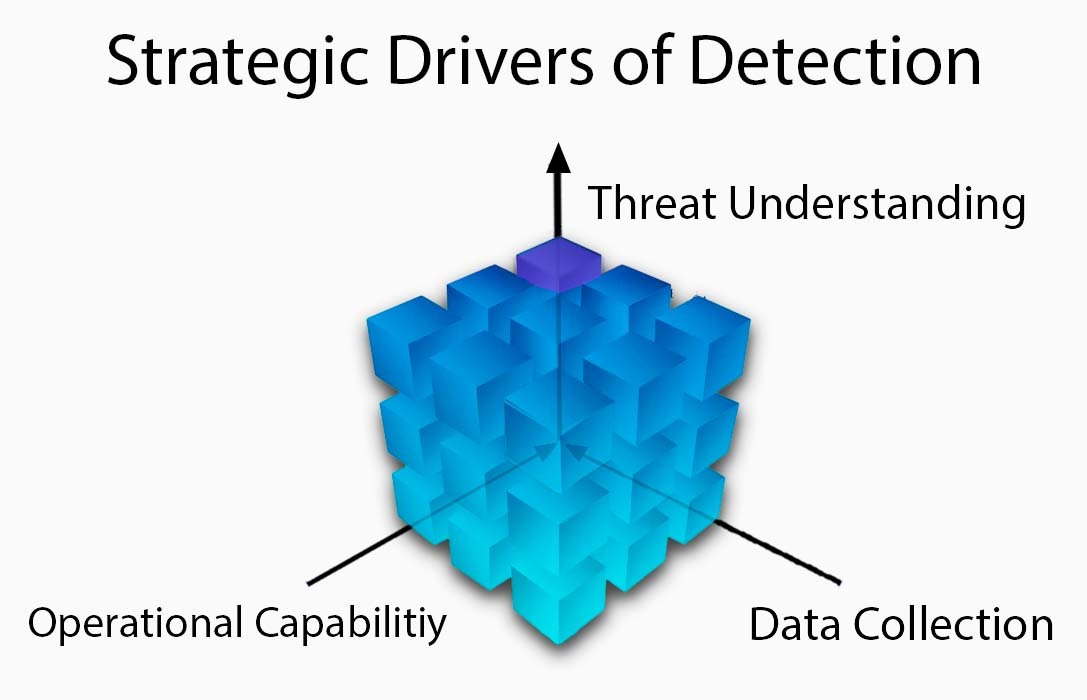 Strategic Drivers of Detection
Threat Understanding
Operational Capabilitiy
Data Collection